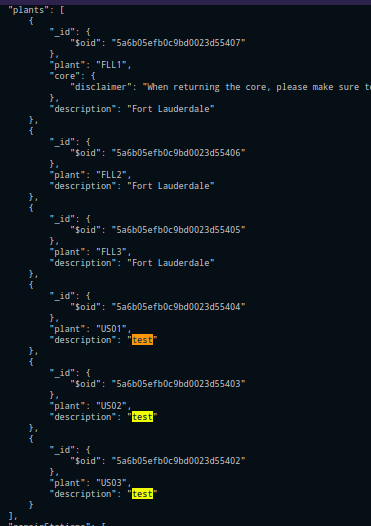 "plants": [
{
"_id": {
"$oid": "5a6b05efb0c9bd0023d55407"
},
"plant": "FLL1",
"core": {
"disclaimer": "When returning the core, please make sure t
},
"description": "Fort Lauderdale"
},
{
"_id": {
"$oid": "5a6b05efb0c9bd0023d55406"
},
"plant": "FLL2",
"description": "Fort Lauderdale"
},
{
"_id": {
"$oid": "5a6b05efb0c9bd0023d55405"
},
"plant": "FLL3",
"description": "Fort Lauderdale"
},
{
"_id": {
"$oid": "5a6b05efb0c9bd0023d55404"
},
"plant": "US01",
"description": "test"
},
{
"_id": {
"$oid": "5a6b05efb0c9bd0023d55403"
},
"plant": "US02",
"description": "test"
},
{
"_id": {
"$oid": "5a6b05efb0c9bd0023d55402"
},
"plant": "US03",
"description": "test"
}
],